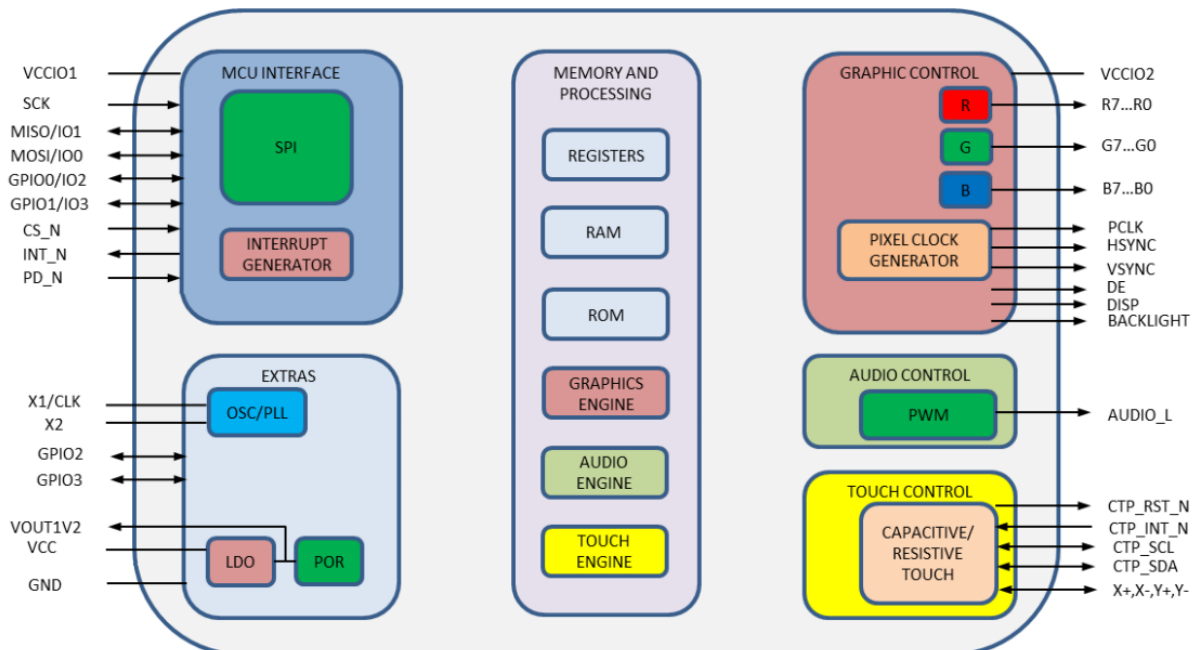 MCU INTERFACE
VCCIO1
SCK
MISO/IO1
MOSI/IO0
GPIO0/IO2
GPIO1/IO3
CS_N
INT_N
PD_N
SPI
INTERRUPT
GENERATOR
EXTRAS
X1/CLK
X2
GPIO2
GPIO3
VOUT1V2
VCC
GND
OSC/PLL
LDO
POR
MEMORY AND
PROCESSING
REGISTERS
RAM
ROM
GRAPHICS
ENGINE
AUDIO
ENGINE
TOUCH
ENGINE
GRAPHIC CONTROL
R
G
B
PIXEL CLOCK
GENERATOR
VCCIO2
R7...R0
G7...G0
B7...B0
PCLK
HSYNC
VSYNC
DE
DISP
BACKLIGHT
AUDIO CONTROL
PWM
AUDIO_L
TOUCH CONTROL
CAPACITIVE/
RESISTIVE
TOUCH
CTP_RST_N
CTP_INT_N
CTP_SCL
CTP_SDA
X+,X-,Y+,Y-